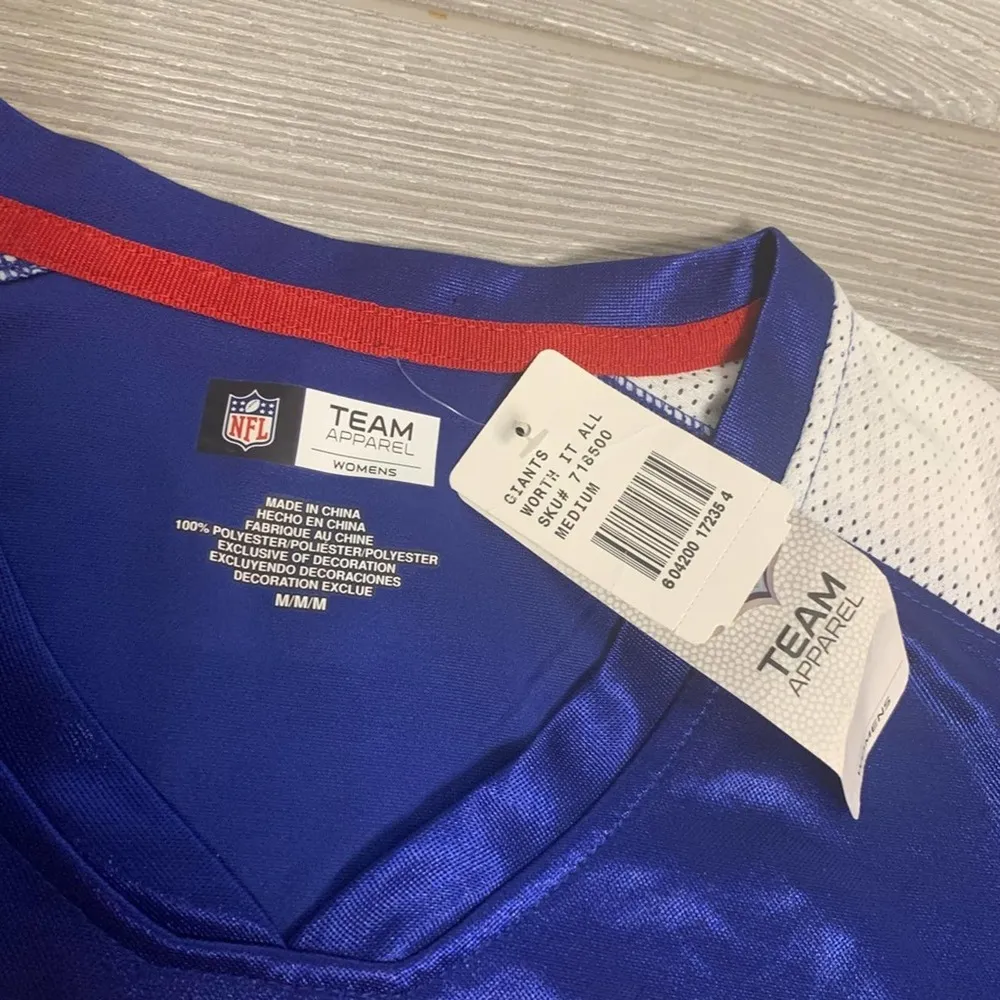 NFL
TEAM
APPAREL
WOMENS
MADE IN CHINA
HECHO EN CHINA
FABRIQUE AU CHINE
100% POLYESTER/POLIÉSTER/POLYESTER
EXCLUSIVE OF DECORATION
EXCLUYENDO DECORACIONES
DECORATION EXCLUE
M/M/M
GIANTS
WORTH IT ALL
SKU# 718500
MEDIUM
6 04200 17235 4
TEAM
APPAREL
WOMENS